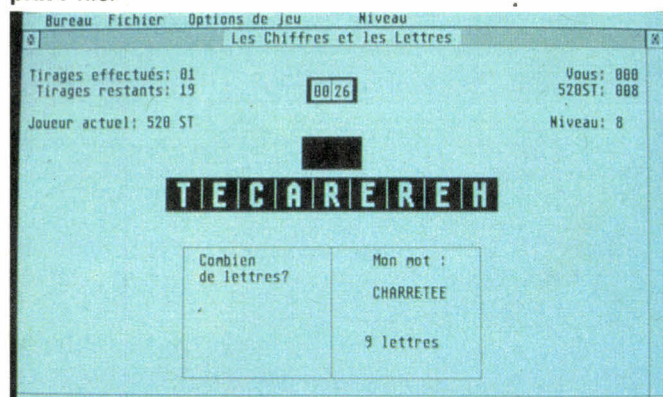 Bureau Fichier Options de jeu Niveau
Les Chiffres et les Lettres
Tirages effectués: 01
Tirages restants: 19
00 26
Vous: 000
520ST: 008
Joueur actuel: 520 ST
Niveau: 8
T E C A R E R E H
Combien
de lettres?
Mon mot :
CHARRETEE
9 lettres